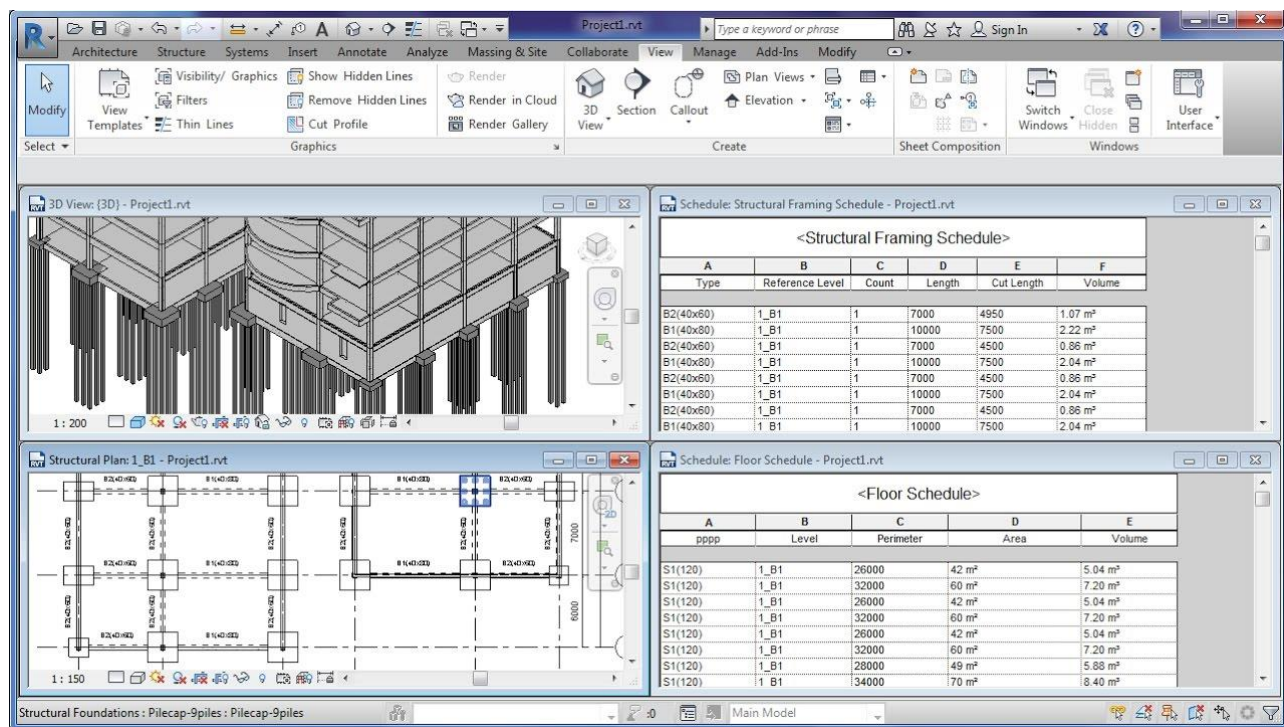 Project1.rvt
Type a keyword or phrase
Sign In
Architecture Structure Systems Insert Annotate Analyze Massing & Site Collaborate View Manage Add-Ins Modify
Modify
View Templates
Visibility/ Graphics
Filters
Thin Lines
Show Hidden Lines
Remove Hidden Lines
Cut Profile
Render
Render in Cloud
Render Gallery
3D View
Section
Callout
Plan Views
Elevation
Switch Windows
Close Hidden
User Interface
Select Graphics Create Sheet Composition Windows
3D View: {3D} - Project1.rvt
1 : 200
Schedule: Structural Framing Schedule - Project1.rvt
<Structural Framing Schedule>
A B C D E F
Type Reference Level Count Length Cut Length Volume
B2(40x60) 1_B1 1 7000 4950 1.07 m³
B1(40x80) 1_B1 1 10000 7500 2.22 m³
B2(40x60) 1_B1 1 7000 4500 0.86 m³
B1(40x80) 1_B1 1 10000 7500 2.04 m³
B2(40x60) 1_B1 1 7000 4500 0.86 m³
B1(40x80) 1_B1 1 10000 7500 2.04 m³
B2(40x60) 1_B1 1 7000 4500 0.86 m³
B1(40x80) 1_B1 1 10000 7500 2.04 m³
Structural Plan: 1_B1 - Project1.rvt
7000
6000
1 : 150
Schedule: Floor Schedule - Project1.rvt
<Floor Schedule>
A B C D E
pppp Level Perimeter Area Volume
S1(120) 1_B1 26000 42 m² 5.04 m³
S1(120) 1_B1 32000 60 m² 7.20 m³
S1(120) 1_B1 26000 42 m² 5.04 m³
S1(120) 1_B1 32000 60 m² 7.20 m³
S1(120) 1_B1 26000 42 m² 5.04 m³
S1(120) 1_B1 32000 60 m² 7.20 m³
S1(120) 1_B1 28000 49 m² 5.88 m³
S1(120) 1_B1 34000 70 m² 8.40 m³
Structural Foundations : Pilecap-9piles : Pilecap-9piles
:0
Main Model